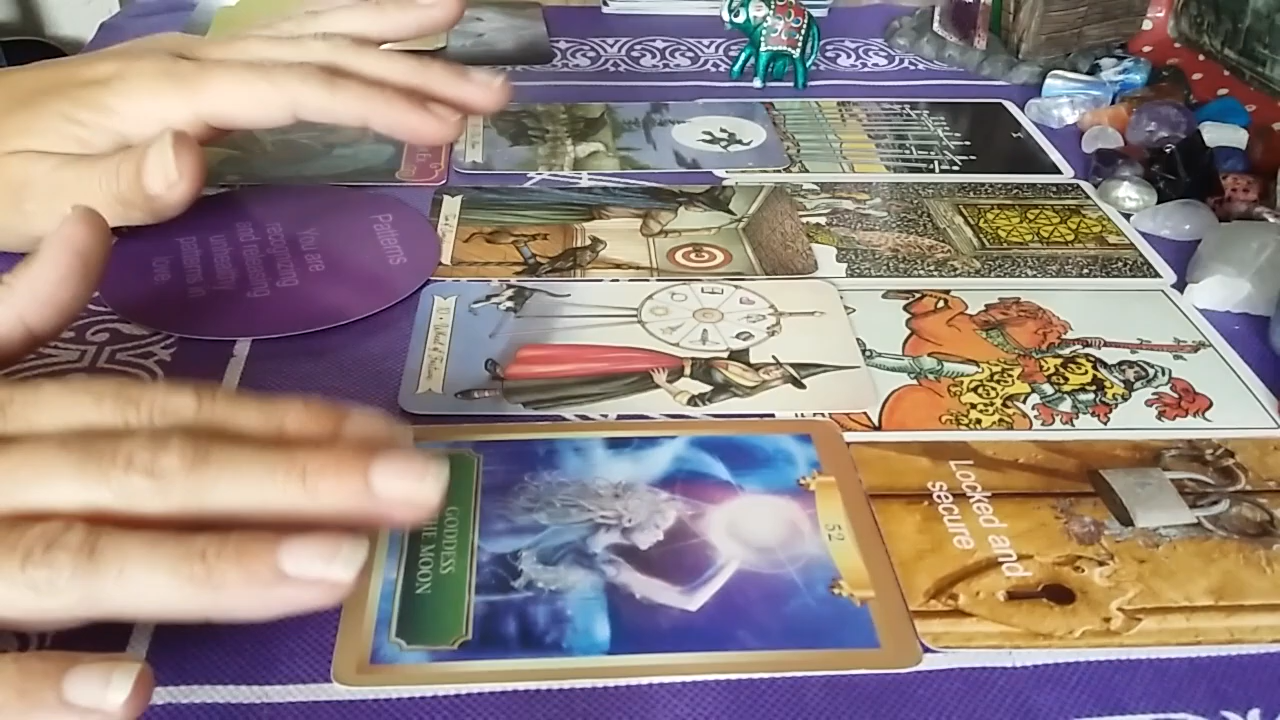 Patterns
You are
recognizing
and releasing
unhealthy
patterns in
love.
X
52
GODDESS
THE MOON
Locked and
secure